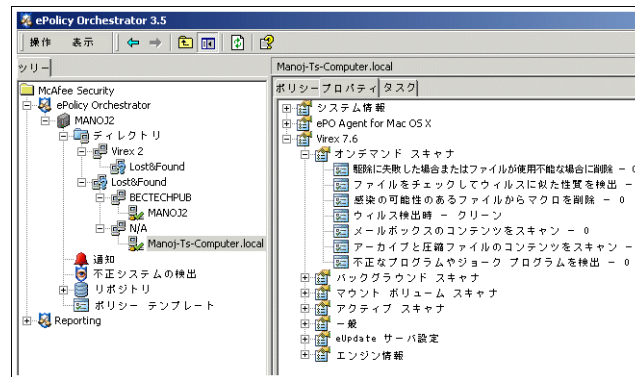 ePolicy Orchestrator 3.5
操作 表示
ツリー
McAfee Security
ePolicy Orchestrator
MANOJ2
ディレクトリ
Virex 2
Lost&Found
Lost&Found
BECTECHPUB
MANOJ2
N/A
Manoj-Ts-Computer.local
通知
不正システムの検出
リポジトリ
ポリシー テンプレート
Reporting
Manoj-Ts-Computer.local
ポリシー プロパティ タスク
システム情報
ePO Agent for Mac OS X
Virex 7.6
オンデマンド スキャナ
駆除に失敗した場合またはファイルが使用不能な場合に削除 - 0
ファイルをチェックしてウィルスに似た性質を検出 - 
感染の可能性のあるファイルからマクロを削除 - 0
ウィルス検出時 - クリーン
メールボックスのコンテンツをスキャン - 0
アーカイブと圧縮ファイルのコンテンツをスキャン - 
不正なプログラムやジョーク プログラムを検出 - 0
バックグラウンド スキャナ
マウント ボリューム スキャナ
アクティブ スキャナ
一般
eUpdate サーバ設定
エンジン情報